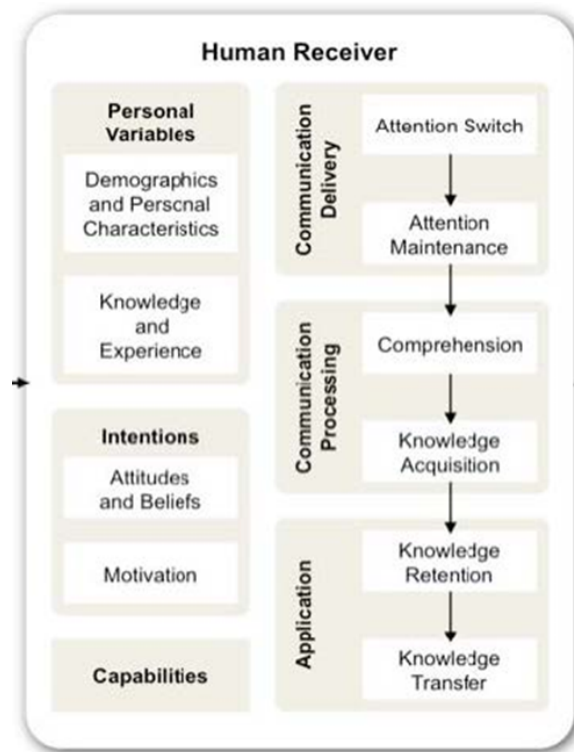 Human Receiver
Personal
Variables
Demographics
and Personal
Characteristics
Knowledge
and
Experience
Intentions
Attitudes
and Beliefs
Motivation
Capabilities
Communication
Delivery
Attention Switch
Attention
Maintenance
Communication
Processing
Comprehension
Knowledge
Acquisition
Application
Knowledge
Retention
Knowledge
Transfer